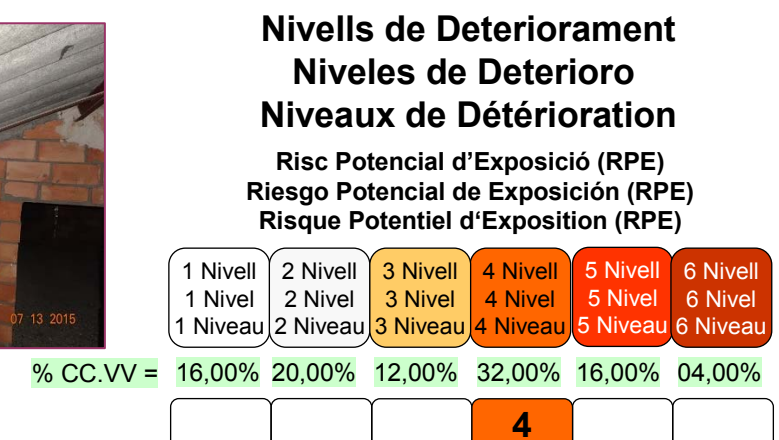 Nivells de Deteriorament
Niveles de Deterioro
Niveaux de Détérioration
Risc Potencial d’Exposició (RPE)
Riesgo Potencial de Exposición (RPE)
Risque Potentiel d‘Exposition (RPE)
07 13 2015
1 Nivell 2 Nivell 3 Nivell 4 Nivell 5 Nivell 6 Nivell
1 Nivel 2 Nivel 3 Nivel 4 Nivel 5 Nivel 6 Nivel
1 Niveau 2 Niveau 3 Niveau 4 Niveau 5 Niveau 6 Niveau
% CC.VV = 16,00% 20,00% 12,00% 32,00% 16,00% 04,00%
4